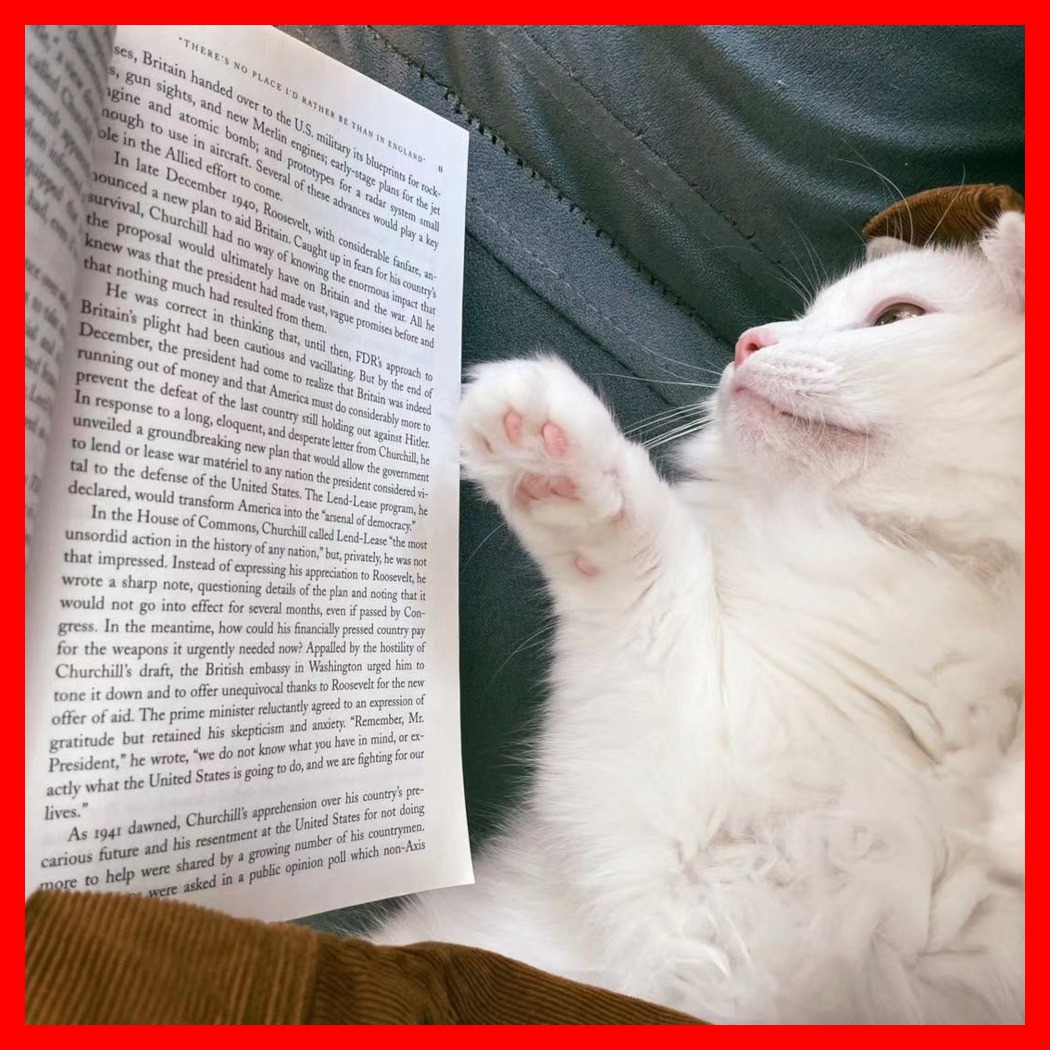 "THERE'S NO PLACE I'D RATHER BE THAN IN ENGLAND"
ses, Britain handed over to the U.S. military its blueprints for rock-
s, gun sights, and new Merlin engines; early-stage plans for the jet
ngine and atomic bomb; and prototypes for a radar system small
nough to use in aircraft. Several of these advances would play a key
ole in the Allied effort to come.
In late December 1940, Roosevelt, with considerable fanfare, an-
nounced a new plan to aid Britain. Caught up in fears for his country's
survival, Churchill had no way of knowing the enormous impact that
the proposal would ultimately have on Britain and the war. All he
knew was that the president had made vast, vague promises before and
that nothing much had resulted from them.
He was correct in thinking that, until then, FDR's approach to
Britain's plight had been cautious and vacillating. But by the end of
December, the president had come to realize that Britain was indeed
running out of money and that America must do considerably more to
prevent the defeat of the last country still holding out against Hitler.
In response to a long, eloquent, and desperate letter from Churchill, he
unveiled a groundbreaking new plan that would allow the government
to lend or lease war matériel to any nation the president considered vi-
tal to the defense of the United States. The Lend-Lease program, he
declared, would transform America into the "arsenal of democracy."
In the House of Commons, Churchill called Lend-Lease "the most
unsordid action in the history of any nation," but, privately, he was not
that impressed. Instead of expressing his appreciation to Roosevelt, he
wrote a sharp note, questioning details of the plan and noting that it
would not go into effect for several months, even if passed by Con-
gress. In the meantime, how could his financially pressed country pay
for the weapons it urgently needed now? Appalled by the hostility of
Churchill's draft, the British embassy in Washington urged him to
tone it down and to offer unequivocal thanks to Roosevelt for the new
offer of aid. The prime minister reluctantly agreed to an expression of
gratitude but retained his skepticism and anxiety. "Remember, Mr.
President," he wrote, "we do not know what you have in mind, or ex-
actly what the United States is going to do, and we are fighting for our
lives."
As 1941 dawned, Churchill's apprehension over his country's pre-
carious future and his resentment at the United States for not doing
more to help were shared by a growing number of his countrymen.
were asked in a public opinion poll which non-Axis